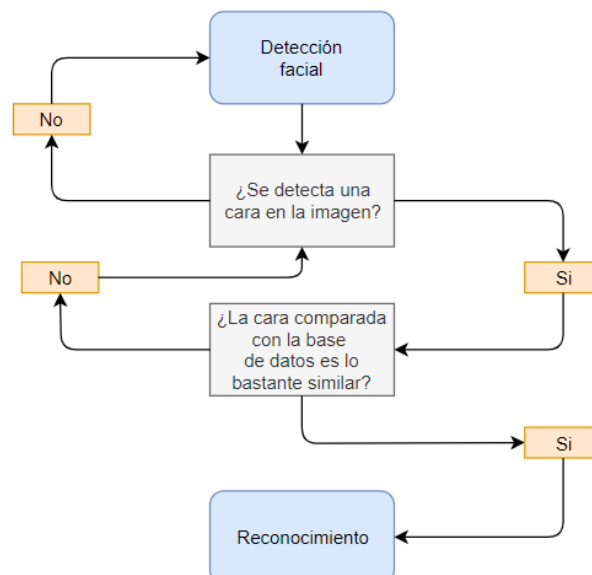 Detección
facial
No
¿Se detecta una
cara en la imagen?
No
Si
¿La cara comparada
con la base
de datos es lo
bastante similar?
Si
Reconocimiento